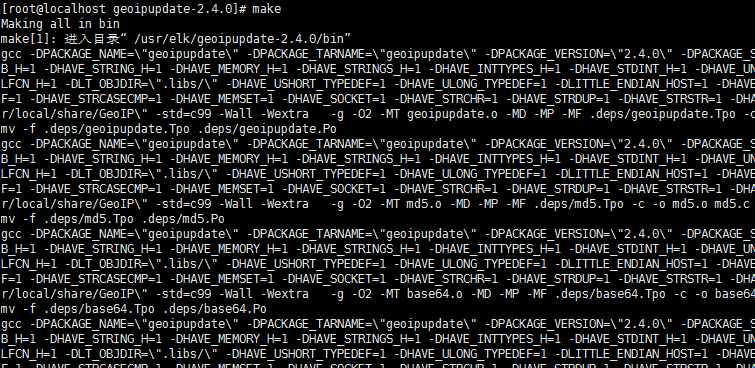 [root@localhost geoipupdate-2.4.0]# make
Making all in bin
make[1]: 进入目录“ /usr/elk/geoipupdate-2.4.0/bin”
gcc -DPACKAGE_NAME=\"geoipupdate\" -DPACKAGE_TARNAME=\"geoipupdate\" -DPACKAGE_VERSION=\"2.4.0\" -DPACKAGE_S
B_H=1 -DHAVE_STRING_H=1 -DHAVE_MEMORY_H=1 -DHAVE_STRINGS_H=1 -DHAVE_INTTYPES_H=1 -DHAVE_STDINT_H=1 -DHAVE_UN
LFCN_H=1 -DLT_OBJDIR=\".libs/\" -DHAVE_USHORT_TYPEDEF=1 -DHAVE_ULONG_TYPEDEF=1 -DLITTLE_ENDIAN_HOST=1 -DHAVE
F=1 -DHAVE_STRCASECMP=1 -DHAVE_MEMSET=1 -DHAVE_SOCKET=1 -DHAVE_STRCHR=1 -DHAVE_STRDUP=1 -DHAVE_STRSTR=1 -DHA
r/local/share/GeoIP\" -std=c99 -Wall -Wextra   -g -O2 -MT geoipupdate.o -MD -MP -MF .deps/geoipupdate.Tpo -c
mv -f .deps/geoipupdate.Tpo .deps/geoipupdate.Po
gcc -DPACKAGE_NAME=\"geoipupdate\" -DPACKAGE_TARNAME=\"geoipupdate\" -DPACKAGE_VERSION=\"2.4.0\" -DPACKAGE_S
B_H=1 -DHAVE_STRING_H=1 -DHAVE_MEMORY_H=1 -DHAVE_STRINGS_H=1 -DHAVE_INTTYPES_H=1 -DHAVE_STDINT_H=1 -DHAVE_UN
LFCN_H=1 -DLT_OBJDIR=\".libs/\" -DHAVE_USHORT_TYPEDEF=1 -DHAVE_ULONG_TYPEDEF=1 -DLITTLE_ENDIAN_HOST=1 -DHAVE
F=1 -DHAVE_STRCASECMP=1 -DHAVE_MEMSET=1 -DHAVE_SOCKET=1 -DHAVE_STRCHR=1 -DHAVE_STRDUP=1 -DHAVE_STRSTR=1 -DHA
r/local/share/GeoIP\" -std=c99 -Wall -Wextra   -g -O2 -MT md5.o -MD -MP -MF .deps/md5.Tpo -c -o md5.o md5.c
mv -f .deps/md5.Tpo .deps/md5.Po
gcc -DPACKAGE_NAME=\"geoipupdate\" -DPACKAGE_TARNAME=\"geoipupdate\" -DPACKAGE_VERSION=\"2.4.0\" -DPACKAGE_S
B_H=1 -DHAVE_STRING_H=1 -DHAVE_MEMORY_H=1 -DHAVE_STRINGS_H=1 -DHAVE_INTTYPES_H=1 -DHAVE_STDINT_H=1 -DHAVE_UN
LFCN_H=1 -DLT_OBJDIR=\".libs/\" -DHAVE_USHORT_TYPEDEF=1 -DHAVE_ULONG_TYPEDEF=1 -DLITTLE_ENDIAN_HOST=1 -DHAVE
F=1 -DHAVE_STRCASECMP=1 -DHAVE_MEMSET=1 -DHAVE_SOCKET=1 -DHAVE_STRCHR=1 -DHAVE_STRDUP=1 -DHAVE_STRSTR=1 -DHA
r/local/share/GeoIP\" -std=c99 -Wall -Wextra   -g -O2 -MT base64.o -MD -MP -MF .deps/base64.Tpo -c -o base64
mv -f .deps/base64.Tpo .deps/base64.Po
gcc -DPACKAGE_NAME=\"geoipupdate\" -DPACKAGE_TARNAME=\"geoipupdate\" -DPACKAGE_VERSION=\"2.4.0\" -DPACKAGE_S
B_H=1 -DHAVE_STRING_H=1 -DHAVE_MEMORY_H=1 -DHAVE_STRINGS_H=1 -DHAVE_INTTYPES_H=1 -DHAVE_STDINT_H=1 -DHAVE_UN
LFCN_H=1 -DLT_OBJDIR=\".libs/\" -DHAVE_USHORT_TYPEDEF=1 -DHAVE_ULONG_TYPEDEF=1 -DLITTLE_ENDIAN_HOST=1 -DHAVE